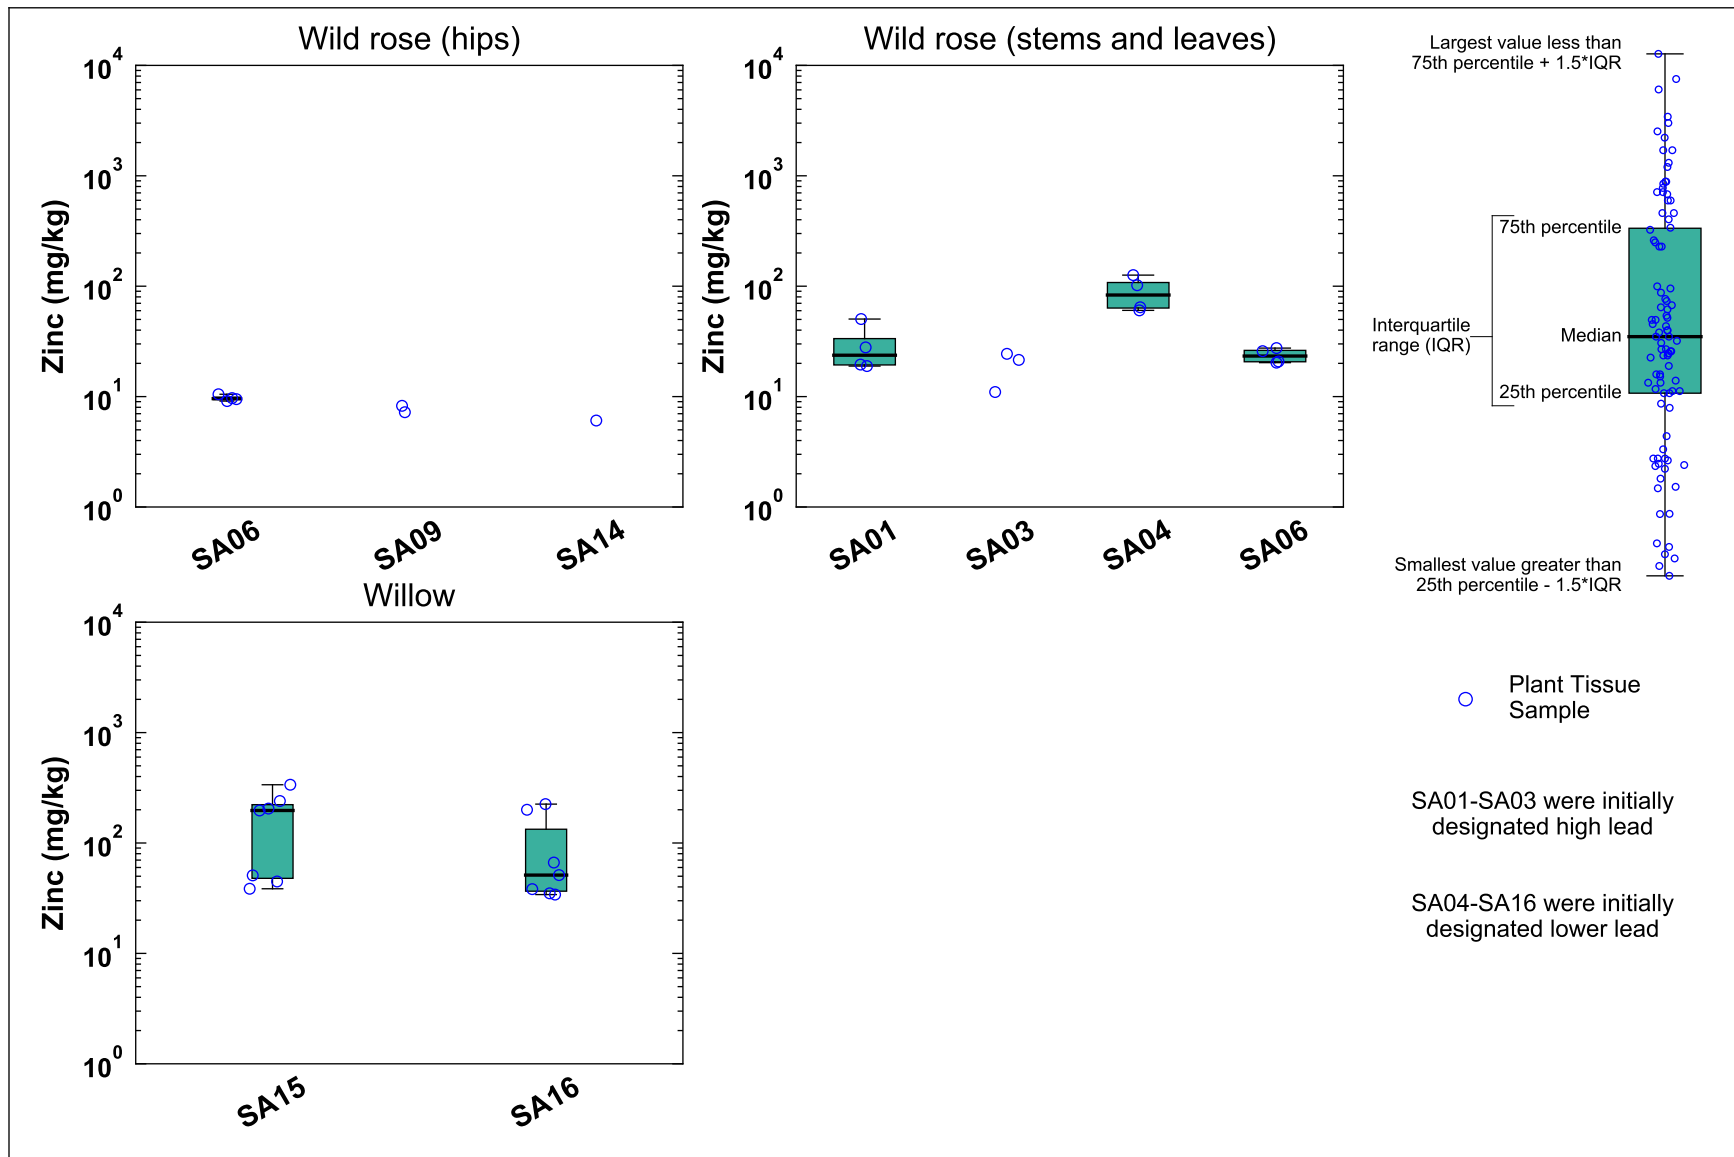 Wild rose (hips)
10^4
10^3
10^2
10^1
10^0
Zinc (mg/kg)
SA06
SA09
SA14
Wild rose (stems and leaves)
10^4
10^3
10^2
10^1
10^0
Zinc (mg/kg)
SA01
SA03
SA04
SA06
Largest value less than
75th percentile + 1.5*IQR
75th percentile
Interquartile
range (IQR)
Median
25th percentile
Smallest value greater than
25th percentile - 1.5*IQR
Willow
10^4
10^3
10^2
10^1
10^0
Zinc (mg/kg)
SA15
SA16
Plant Tissue
Sample
SA01-SA03 were initially
designated high lead
SA04-SA16 were initially
designated lower lead